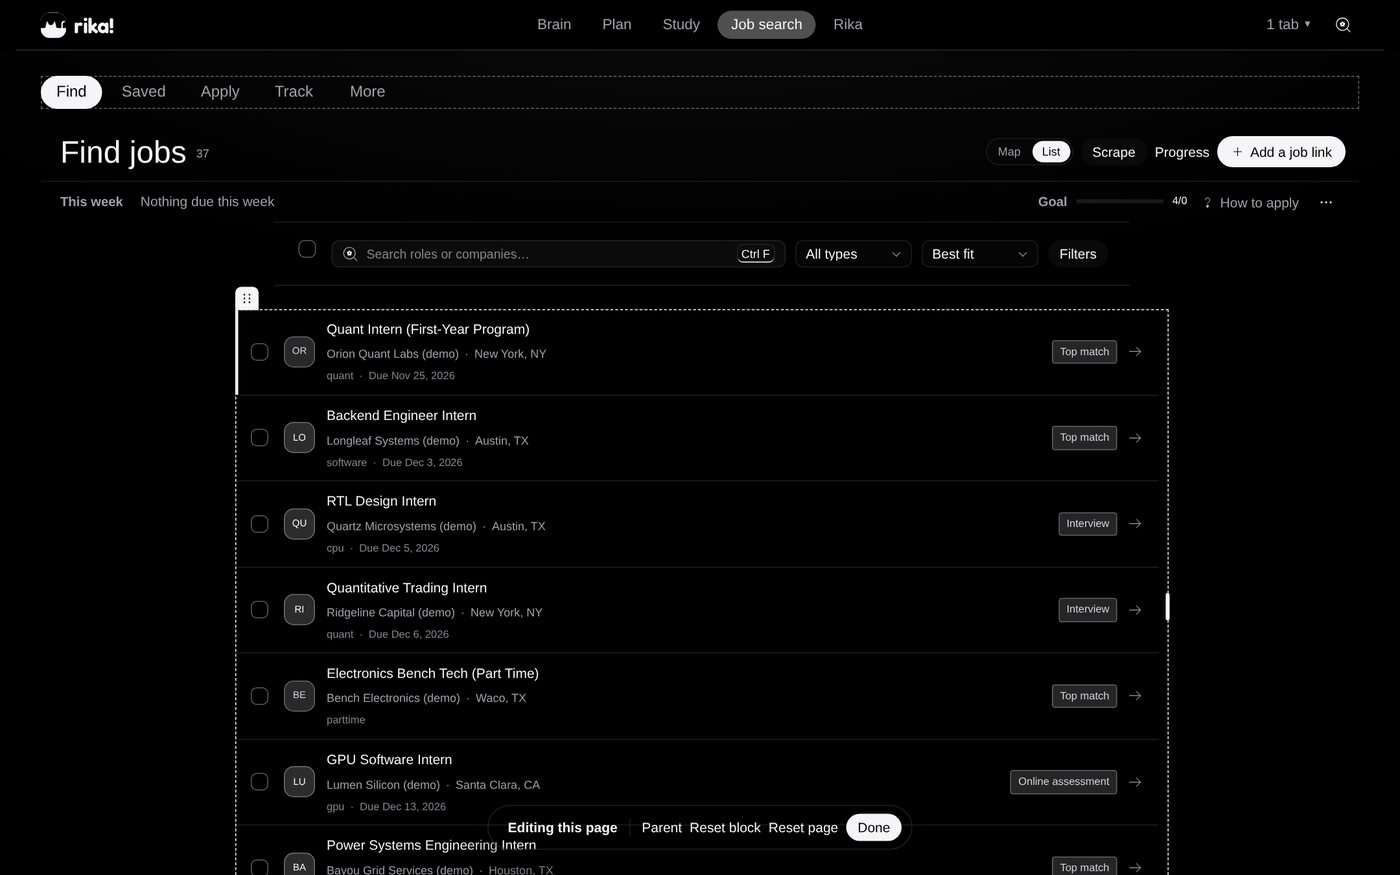 rika! Brain Plan Study Job search Rika 1 tab ▾
Find Saved Apply Track More
Find jobs 37 Map List Scrape Progress + Add a job link
This week Nothing due this week Goal 4/0 ? How to apply ···
Search roles or companies… Ctrl F All types Best fit Filters
Quant Intern (First-Year Program)
OR Orion Quant Labs (demo) · New York, NY Top match →
quant · Due Nov 25, 2026
Backend Engineer Intern
LO Longleaf Systems (demo) · Austin, TX Top match →
software · Due Dec 3, 2026
RTL Design Intern
QU Quartz Microsystems (demo) · Austin, TX Interview →
cpu · Due Dec 5, 2026
Quantitative Trading Intern
RI Ridgeline Capital (demo) · New York, NY Interview →
quant · Due Dec 6, 2026
Electronics Bench Tech (Part Time)
BE Bench Electronics (demo) · Waco, TX Top match →
parttime
GPU Software Intern
LU Lumen Silicon (demo) · Santa Clara, CA Online assessment →
gpu · Due Dec 13, 2026
Editing this page Parent Reset block Reset page Done
Power Systems Engineering Intern
BA Bayou Grid Services (demo) · Houston, TX Top match →